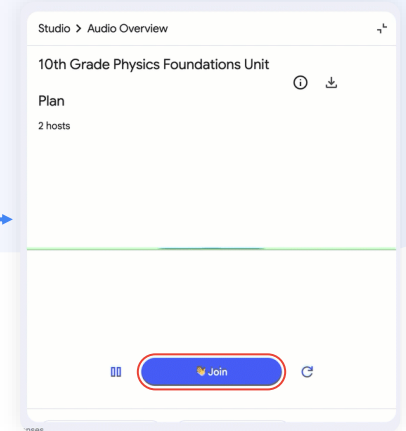 Studio > Audio Overview
10th Grade Physics Foundations Unit
Plan
2 hosts
👋 Join